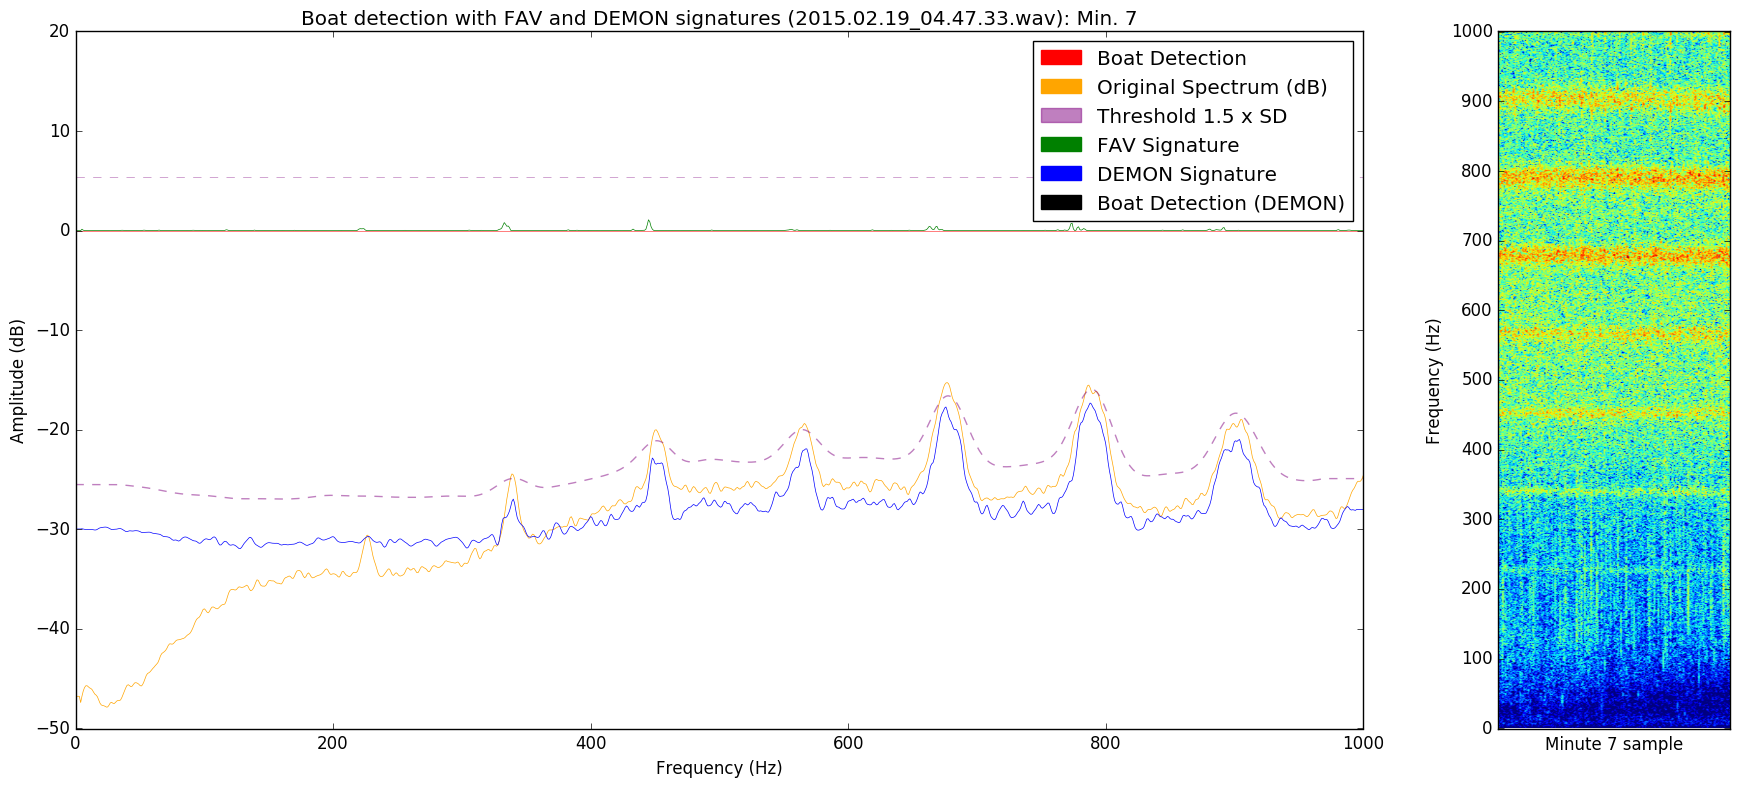 Boat detection with FAV and DEMON signatures (2015.02.19_04.47.33.wav): Min. 7
Amplitude (dB)
20
10
0
−10
−20
−30
−40
−50
0
200
400
600
800
1000
Frequency (Hz)
Boat Detection
Original Spectrum (dB)
Threshold 1.5 x SD
FAV Signature
DEMON Signature
Boat Detection (DEMON)
Frequency (Hz)
1000
900
800
700
600
500
400
300
200
100
0
Minute 7 sample